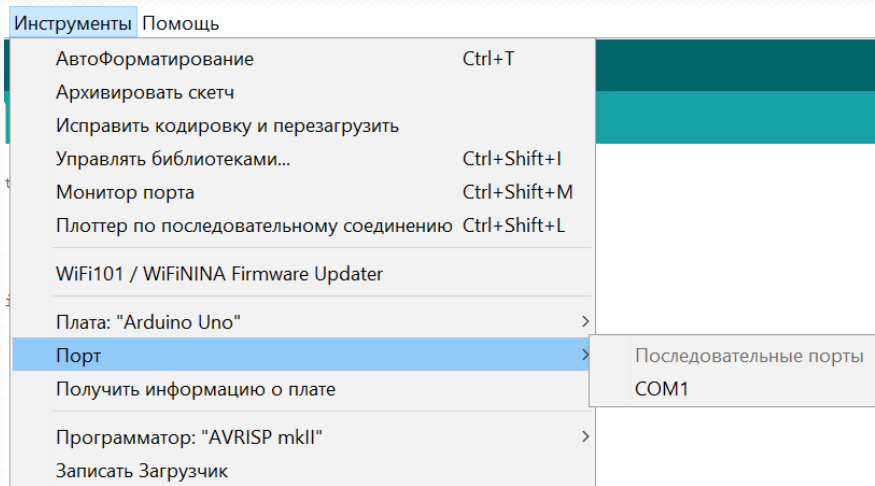 Инструменты Помощь
АвтоФорматирование Ctrl+T
Архивировать скетч
Исправить кодировку и перезагрузить
Управлять библиотеками... Ctrl+Shift+I
Монитор порта Ctrl+Shift+M
Плоттер по последовательному соединению Ctrl+Shift+L
WiFi101 / WiFiNINA Firmware Updater
Плата: "Arduino Uno"
Порт
Последовательные порты
COM1
Получить информацию о плате
Программатор: "AVRISP mkII"
Записать Загрузчик